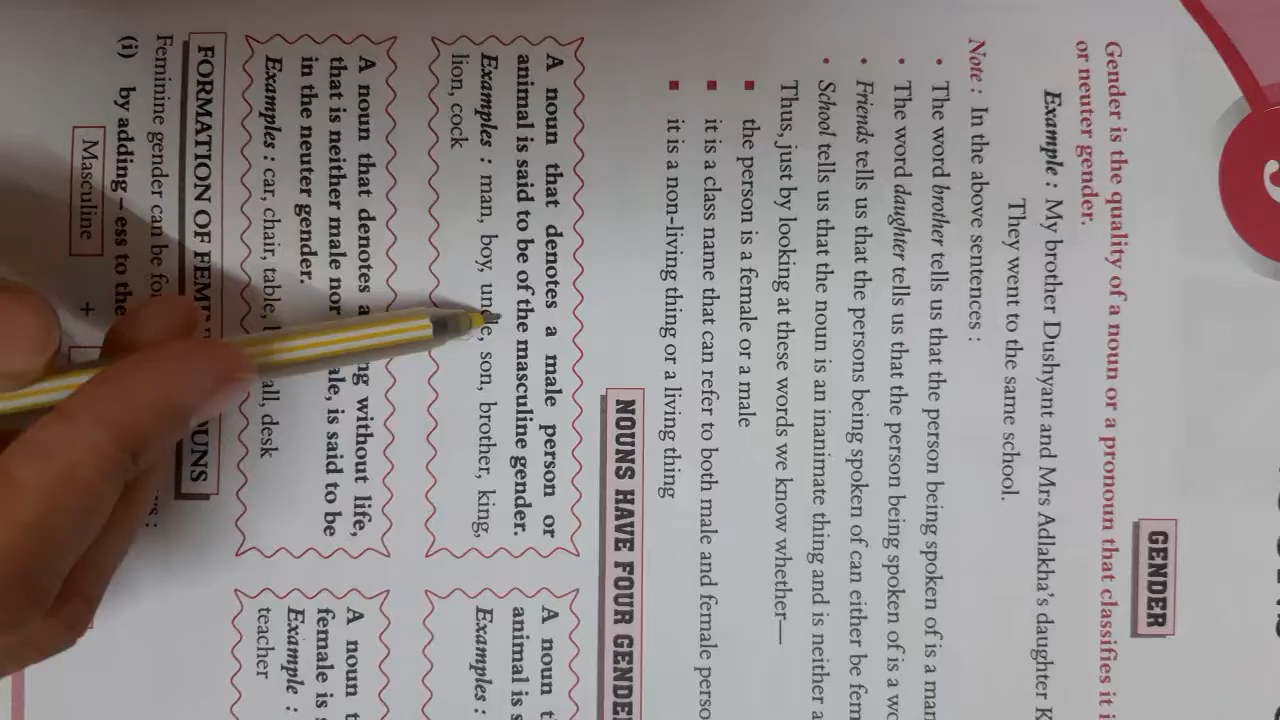 GENDER
Gender is the quality of a noun or a pronoun that classifies it
or neuter gender.
Example : My brother Dushyant and Mrs Adlakha's daughter
They went to the same school.
Note : In the above sentences :
• The word brother tells us that the person being spoken of is a man
• The word daughter tells us that the person being spoken of is a
• Friends tells us that the persons being spoken of can either be
• School tells us that the noun is an inanimate thing and is neither a
Thus, just by looking at these words we know whether—
■ the person is a female or a male
■ it is a class name that can refer to both male and female
■ it is a non-living thing or a living thing
NOUNS HAVE FOUR
A noun that denotes a male person or
animal is said to be of the masculine gender.
Examples : man, boy, uncle, son, brother, king,
lion, cock
A noun
animal is
Examples :
A noun that denotes a without life,
that is neither male nor is said to be
in the neuter gender.
Examples : car, chair, table, desk
A noun
female is
Example :
teacher
FORMATION OF
Feminine gender can be
(i) by adding – ess to the
Masculine +